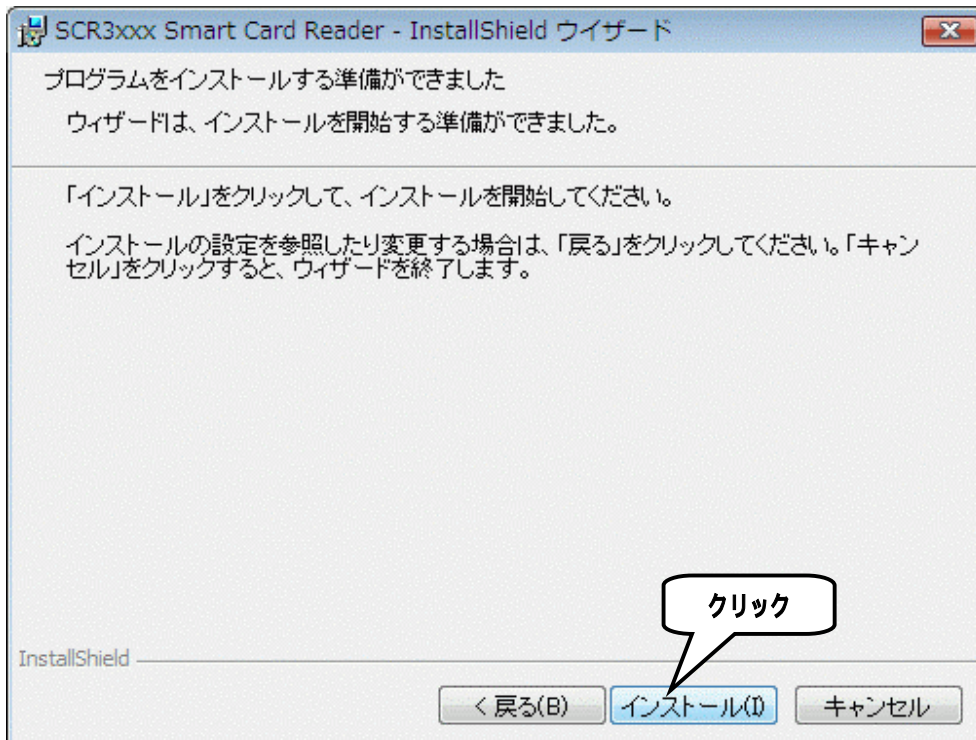 SCR3xxx Smart Card Reader - InstallShield ウイザード
プログラムをインストールする準備ができました
ウィザードは、インストールを開始する準備ができました。
「インストール」をクリックして、インストールを開始してください。
インストールの設定を参照したり変更する場合は、「戻る」をクリックしてください。「キャン
セル」をクリックすると、ウィザードを終了します。
クリック
InstallShield
< 戻る(B)
インストール(I)
キャンセル